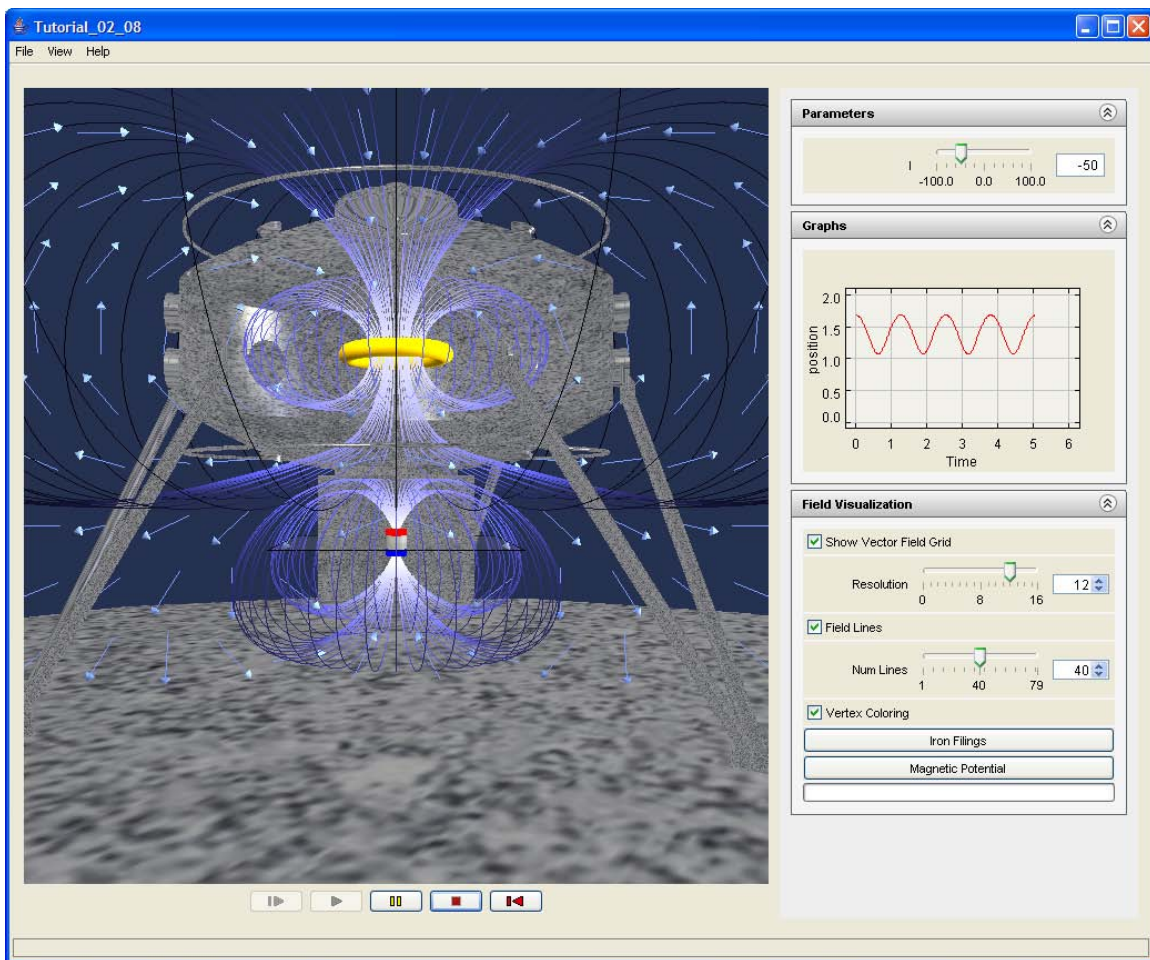 Tutorial_02_08
File View Help
Parameters
I
-50
-100.0 0.0 100.0
Graphs
2.0
1.5
1.0
0.5
0.0
position
0 1 2 3 4 5 6
Time
Field Visualization
Show Vector Field Grid
Resolution
12
0 8 16
Field Lines
Num Lines
40
1 40 79
Vertex Coloring
Iron Filings
Magnetic Potential